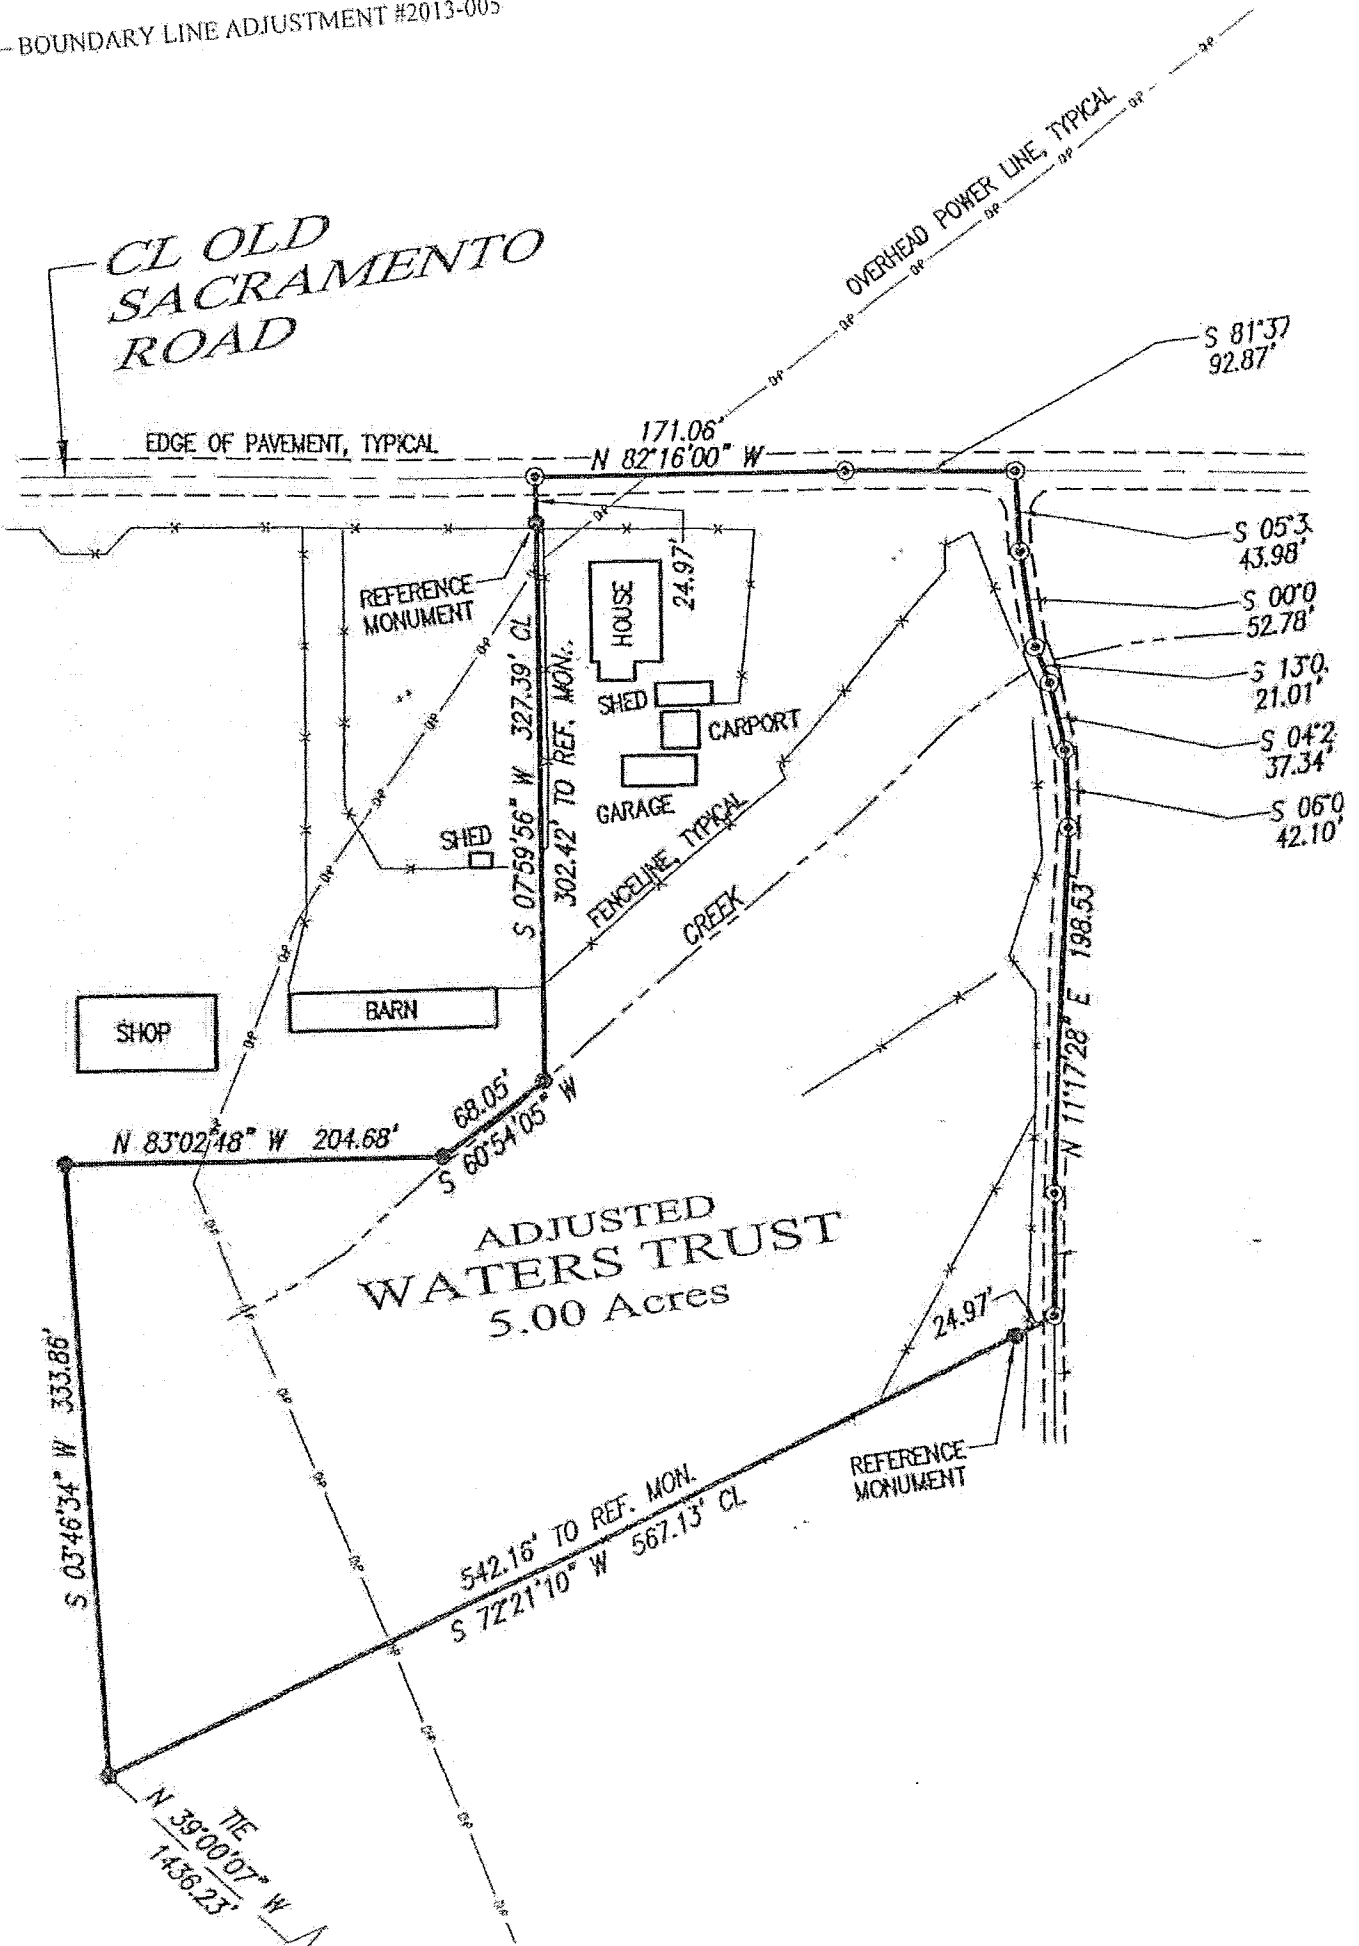 BOUNDARY LINE ADJUSTMENT #2013-005
OVERHEAD POWER LINE, TYPICAL
CL OLD
SACRAMENTO
ROAD
S 81°37
92.87'
EDGE OF PAVEMENT, TYPICAL
171.06'
N 82°16'00" W
S 05°3
43.98'
REFERENCE
MONUMENT
24.97'
HOUSE
S 00°0
52.78'
S 13°0
21.01'
SHED
CARPORT
S 04°2
37.34'
GARAGE
S 06°0
42.10'
SHED
S 07°59'56" W 327.39' CL
302.42' TO REF. MON.
FENCELINE, TYPICAL
CREEK
N 11°17'28" E 198.53'
SHOP
BARN
68.05'
S 60°54'05" W
N 83°02'48" W 204.68'
ADJUSTED
WATERS TRUST
5.00 Acres
24.97'
S 03°46'34" W 333.86'
REFERENCE
MONUMENT
542.16' TO REF. MON.
S 72°21'10" W 567.13' CL
TIE
N 39°00'07" W
1436.23'